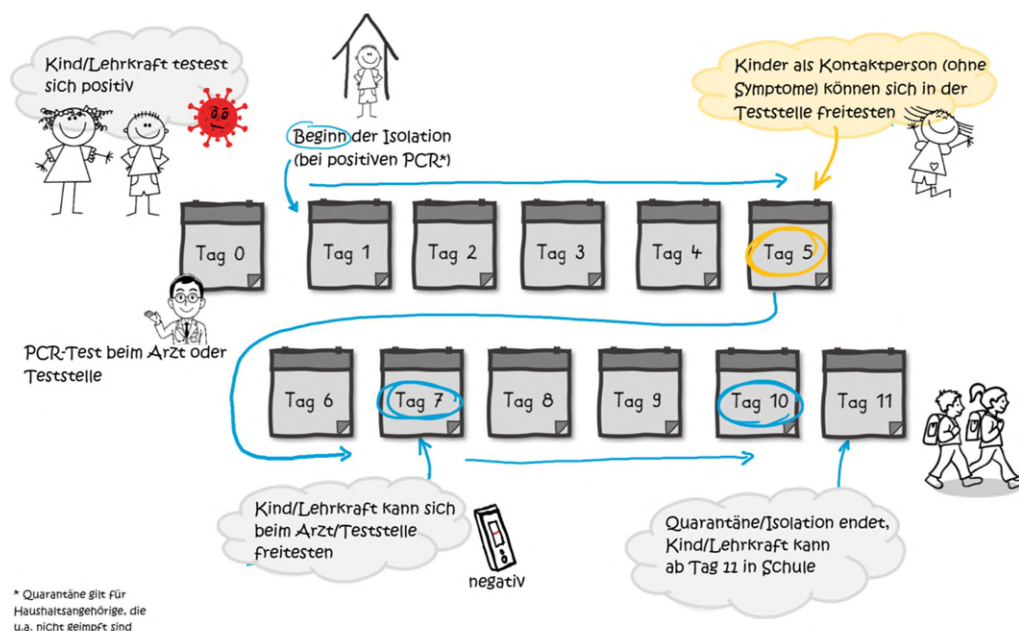 Kind/Lehrkraft testest
sich positiv
Beginn der Isolation
(bei positiven PCR*)
Kinder als Kontaktperson (ohne
Symptome) können sich in der
Teststelle freitesten
Tag 0
Tag 1
Tag 2
Tag 3
Tag 4
Tag 5
PCR-Test beim Arzt oder
Teststelle
Tag 6
Tag 7
Tag 8
Tag 9
Tag 10
Tag 11
Kind/Lehrkraft kann sich
beim Arzt/Teststelle
freitesten
negativ
Quarantäne/Isolation endet,
Kind/Lehrkraft kann
ab Tag 11 in Schule
* Quarantäne gilt für
Haushaltsangehörige, die
u.a. nicht geimpft sind